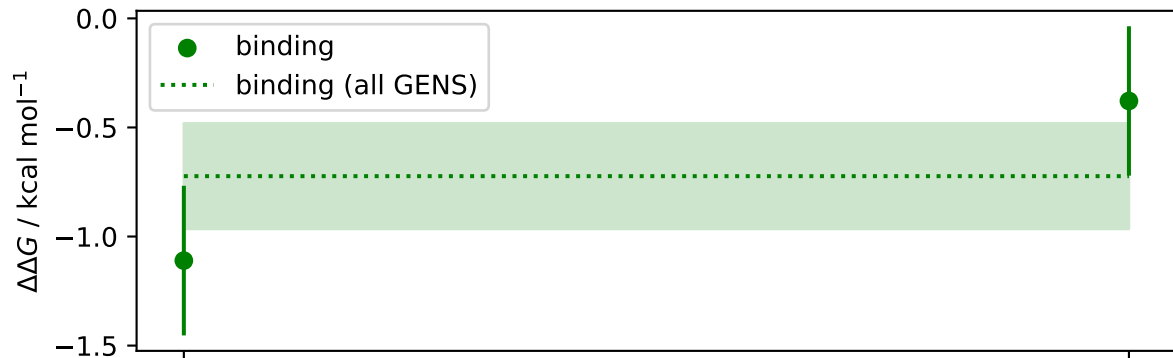 0.0
binding
binding (all GENS)
−0.5
−1.0
−1.5
ΔΔG / kcal mol⁻¹